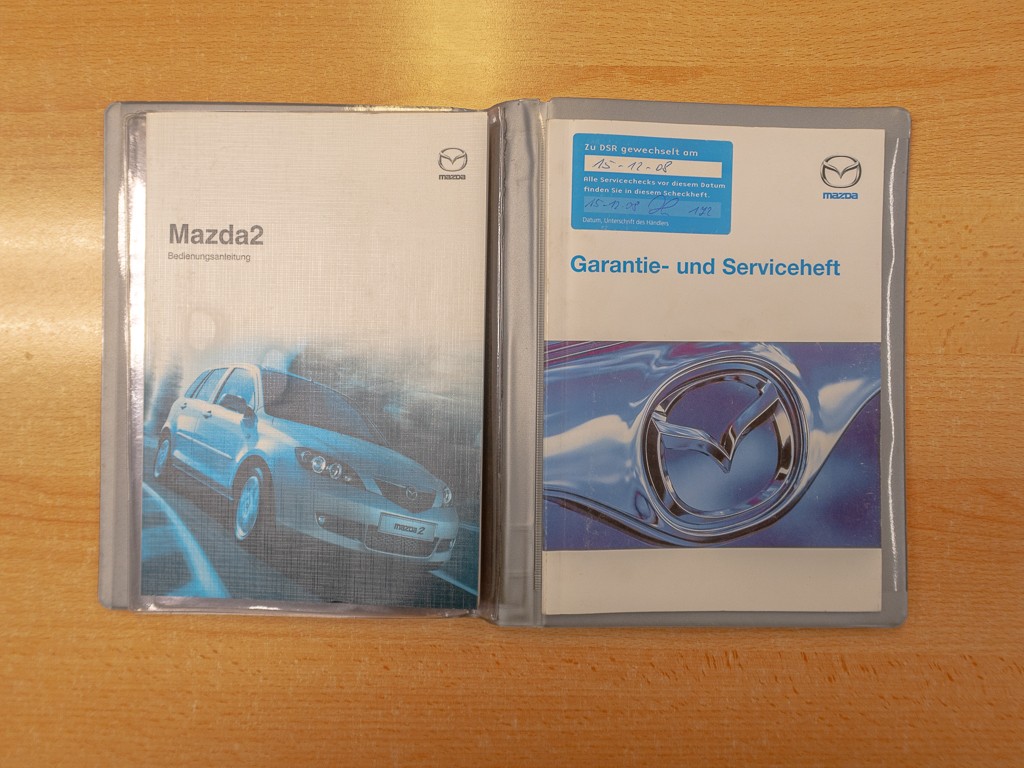 mazda
Mazda2
Bedienungsanleitung
mazda 2
Zu DSR gewechselt am
15-12-08
Alle Servicechecks vor diesem Datum
finden Sie in diesem Scheckheft.
15-12.08 172
Datum, Unterschrift des Händlers
mazda
Garantie- und Serviceheft